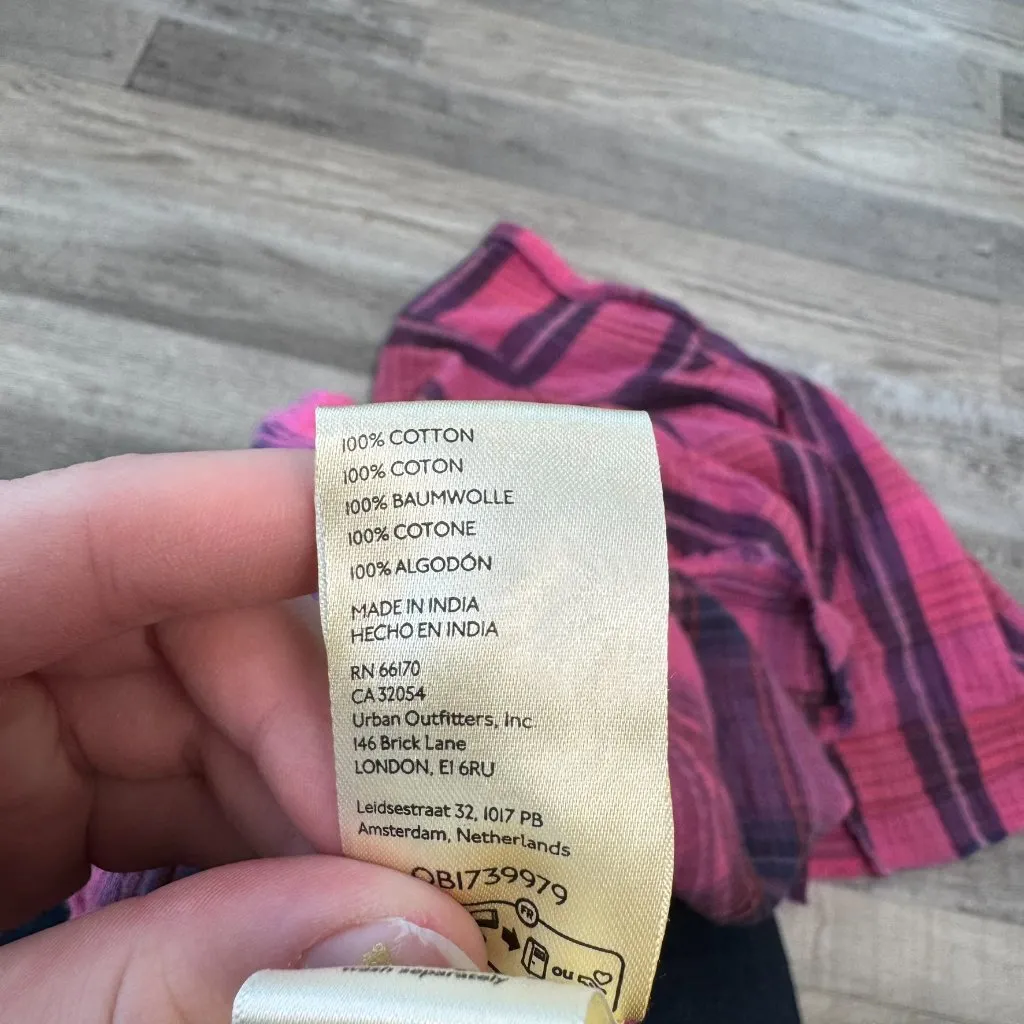 100% COTTON
100% COTON
100% BAUMWOLLE
100% COTONE
100% ALGODÓN
MADE IN INDIA
HECHO EN INDIA
RN 66170
CA 32054
Urban Outfitters, Inc.
146 Brick Lane
LONDON, E1 6RU
Leidsestraat 32, 1017 PB
Amsterdam, Netherlands
OB1739979
FR
ou
Wash separately